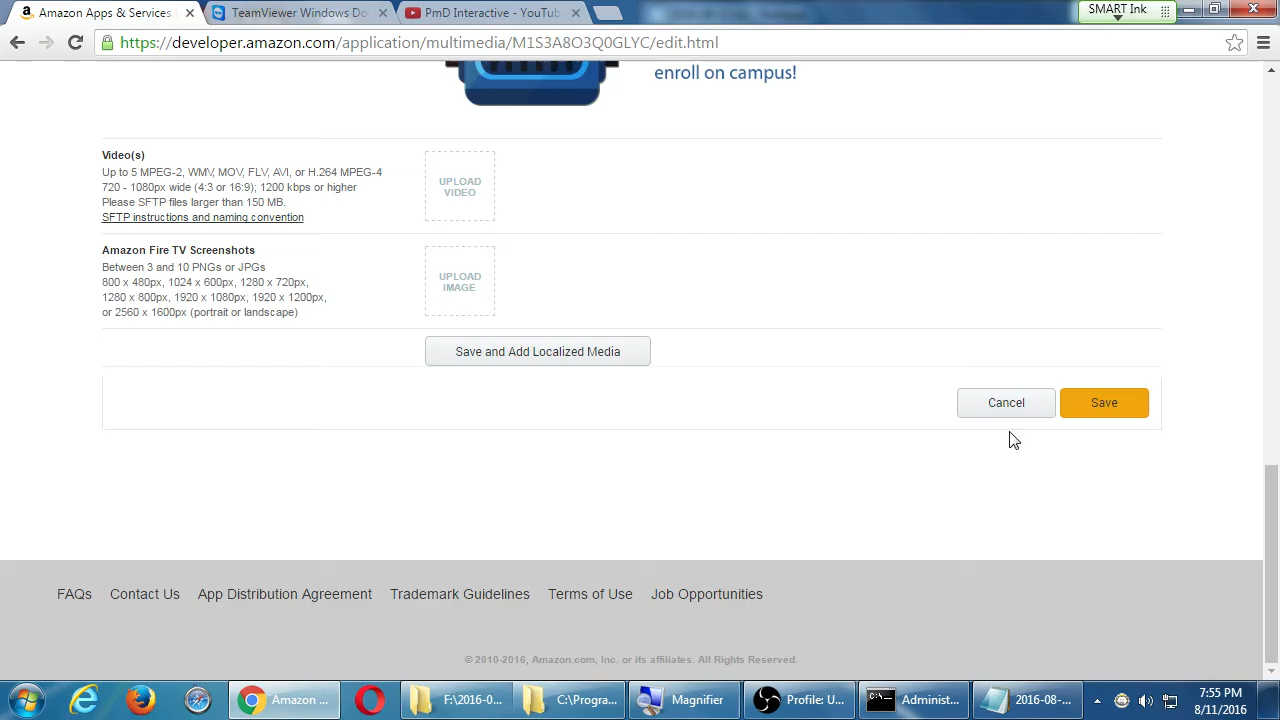 Amazon Apps & Services
TeamViewer Windows Do
PmD Interactive - YouTub
SMART Ink
https://developer.amazon.com/application/multimedia/M1S3A8O3Q0GLYC/edit.html
enroll on campus!
Video(s)
Up to 5 MPEG-2, WMV, MOV, FLV, AVI, or H.264 MPEG-4
720 - 1080px wide (4:3 or 16:9); 1200 kbps or higher
Please SFTP files larger than 150 MB.
SFTP instructions and naming convention
UPLOAD
VIDEO
Amazon Fire TV Screenshots
Between 3 and 10 PNGs or JPGs
800 x 480px, 1024 x 600px, 1280 x 720px,
1280 x 800px, 1920 x 1080px, 1920 x 1200px,
or 2560 x 1600px (portrait or landscape)
UPLOAD
IMAGE
Save and Add Localized Media
Cancel
Save
FAQs Contact Us App Distribution Agreement Trademark Guidelines Terms of Use Job Opportunities
© 2010-2016, Amazon.com, Inc. or its affiliates. All Rights Reserved.
Amazon ...
F:\2016-0...
C:\Progra...
Magnifier
Profile: U...
Administ...
2016-08-...
7:55 PM
8/11/2016